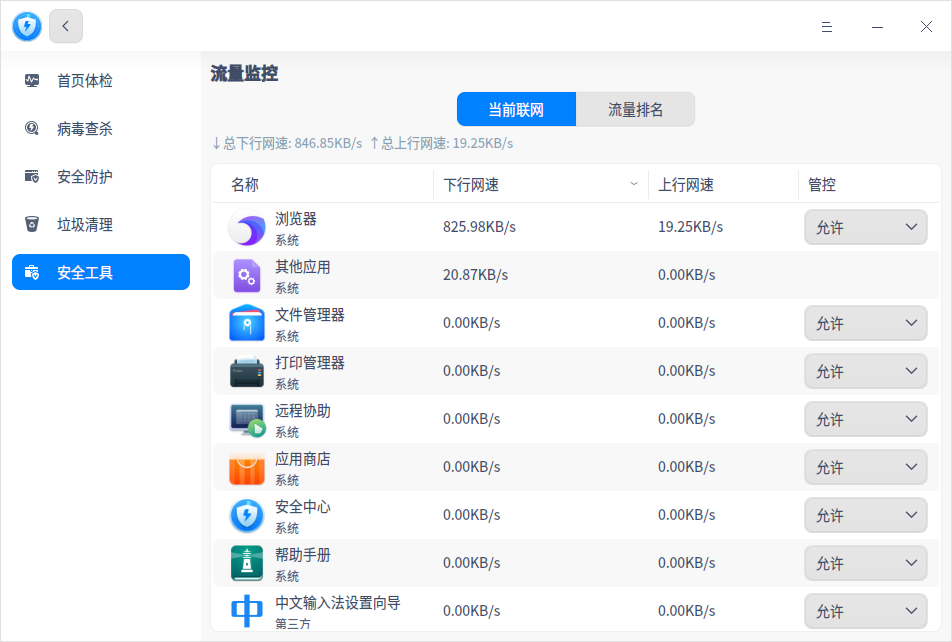 首页体检
病毒查杀
安全防护
垃圾清理
安全工具
流量监控
当前联网 流量排名
↓总下行网速: 846.85KB/s ↑总上行网速: 19.25KB/s
名称 下行网速 上行网速 管控
浏览器
系统
825.98KB/s 19.25KB/s 允许
其他应用
系统
20.87KB/s 0.00KB/s
文件管理器
系统
0.00KB/s 0.00KB/s 允许
打印管理器
系统
0.00KB/s 0.00KB/s 允许
远程协助
系统
0.00KB/s 0.00KB/s 允许
应用商店
系统
0.00KB/s 0.00KB/s 允许
安全中心
系统
0.00KB/s 0.00KB/s 允许
帮助手册
系统
0.00KB/s 0.00KB/s 允许
中文输入法设置向导
第三方
0.00KB/s 0.00KB/s 允许